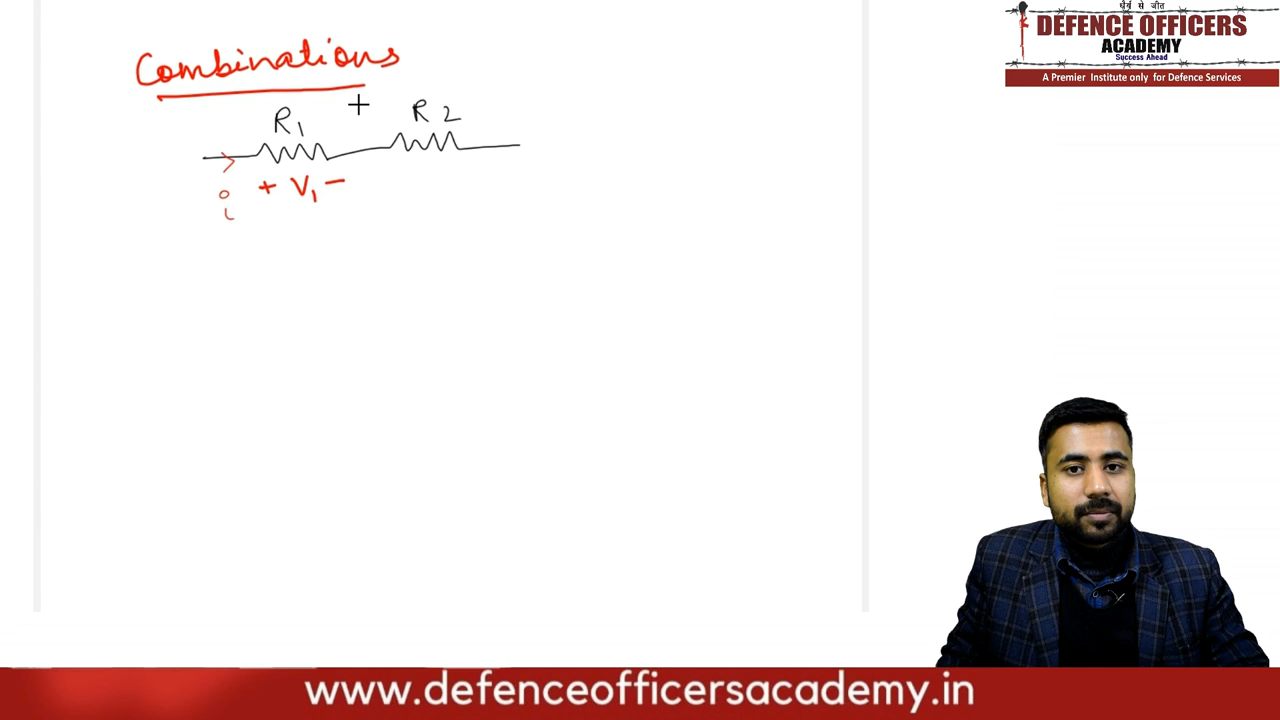 धैर्य से जीत
DEFENCE OFFICERS
ACADEMY
Success Ahead
A Premier Institute only for Defence Services
Combinations
R1 R2
i + V1 −
www.defenceofficersacademy.in